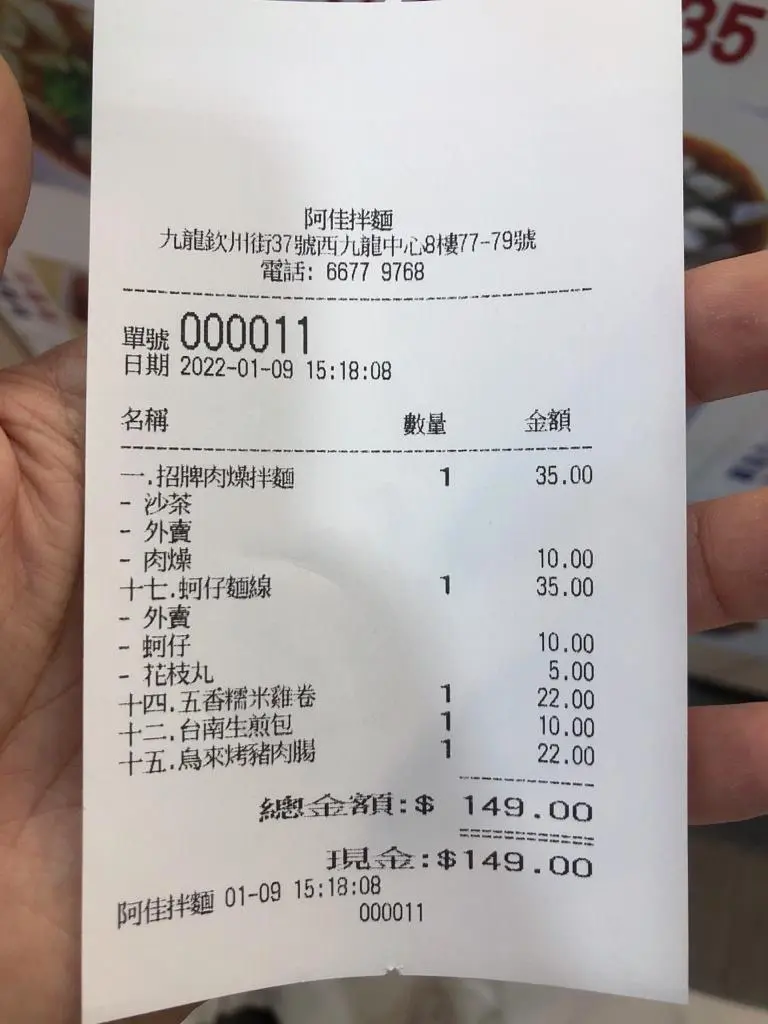 35
阿佳拌麵
九龍欽州街37號西九龍中心8樓77-79號
電話: 6677 9768
單號 000011
日期 2022-01-09 15:18:08
名稱 數量 金額
一.招牌肉燥拌麵 1 35.00
- 沙茶
- 外賣
- 肉燥 10.00
十七.蚵仔麵線 1 35.00
- 外賣
- 蚵仔 10.00
- 花枝丸 5.00
十四.五香糯米雞卷 1 22.00
十二.台南生煎包 1 10.00
十五.烏來烤豬肉腸 1 22.00
總金額:$ 149.00
現金:$149.00
阿佳拌麵 01-09 15:18:08
000011